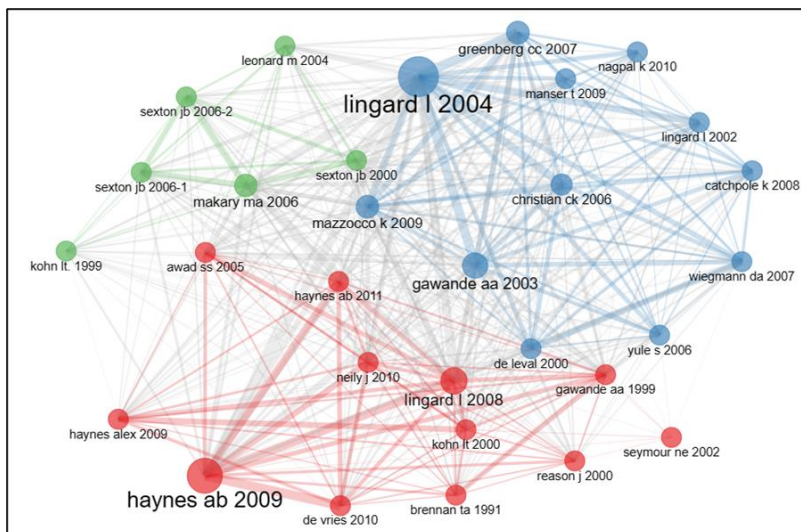 greenberg cc 2007
leonard m 2004
nagpal k 2010
manser t 2009
lingard l 2004
sexton jb 2006-2
lingard l 2002
sexton jb 2000
sexton jb 2006-1
catchpole k 2008
makary ma 2006
christian ck 2006
mazzocco k 2009
kohn lt. 1999
awad ss 2005
wiegmann da 2007
gawande aa 2003
haynes ab 2011
yule s 2006
de leval 2000
neily j 2010
gawande aa 1999
lingard l 2008
haynes alex 2009
kohn lt 2000
seymour ne 2002
reason j 2000
haynes ab 2009
brennan ta 1991
de vries 2010